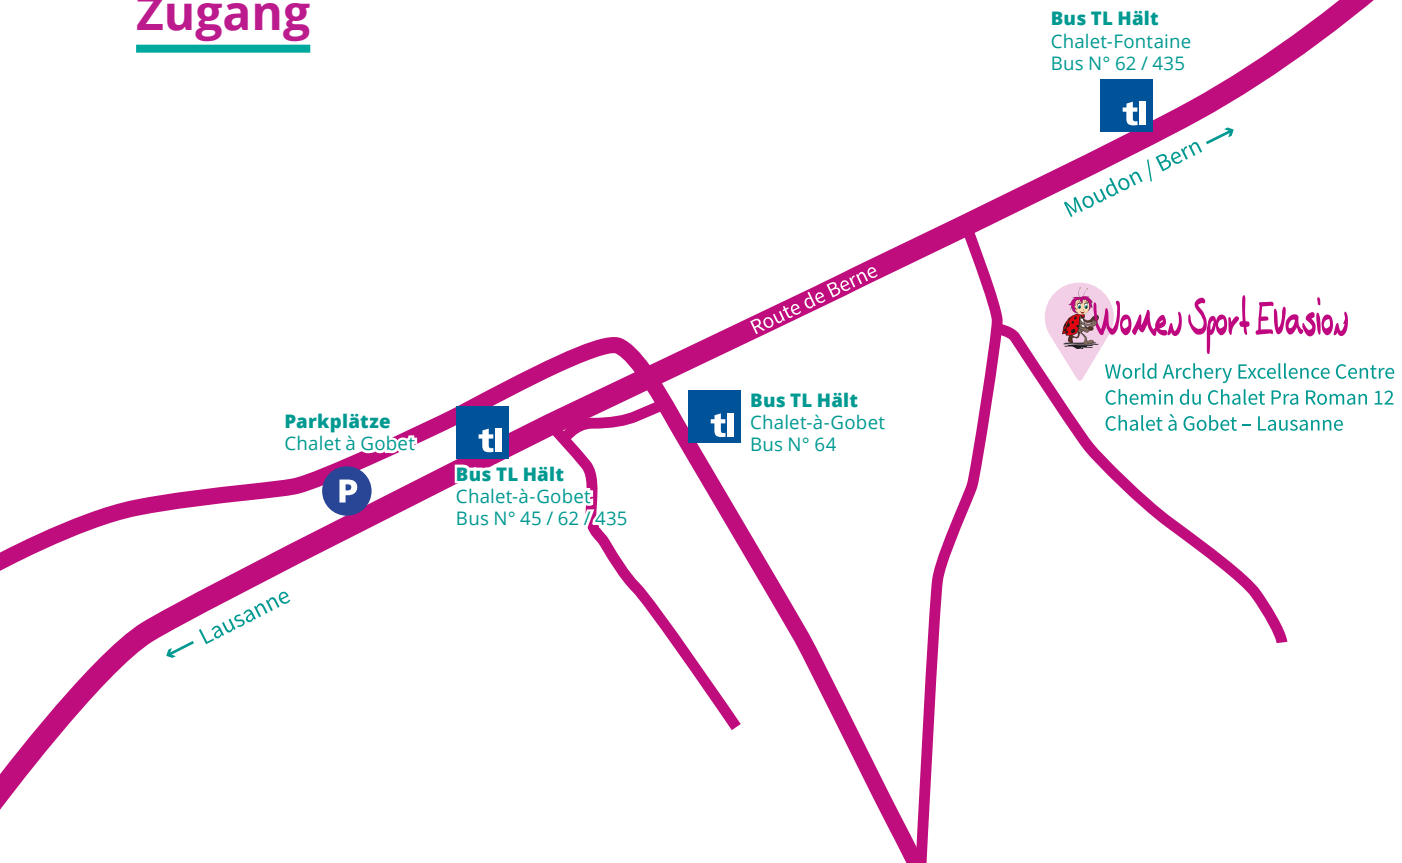 Zugang
Bus TL Hält
Chalet-Fontaine
Bus N° 62 / 435
tl
Moudon / Bern
Route de Berne
Women Sport Evasion
World Archery Excellence Centre
Chemin du Chalet Pra Roman 12
Chalet à Gobet – Lausanne
Parkplätze
Chalet à Gobet
P
tl
Bus TL Hält
Chalet-à-Gobet
Bus N° 45 / 62 / 435
tl
Bus TL Hält
Chalet-à-Gobet
Bus N° 64
Lausanne